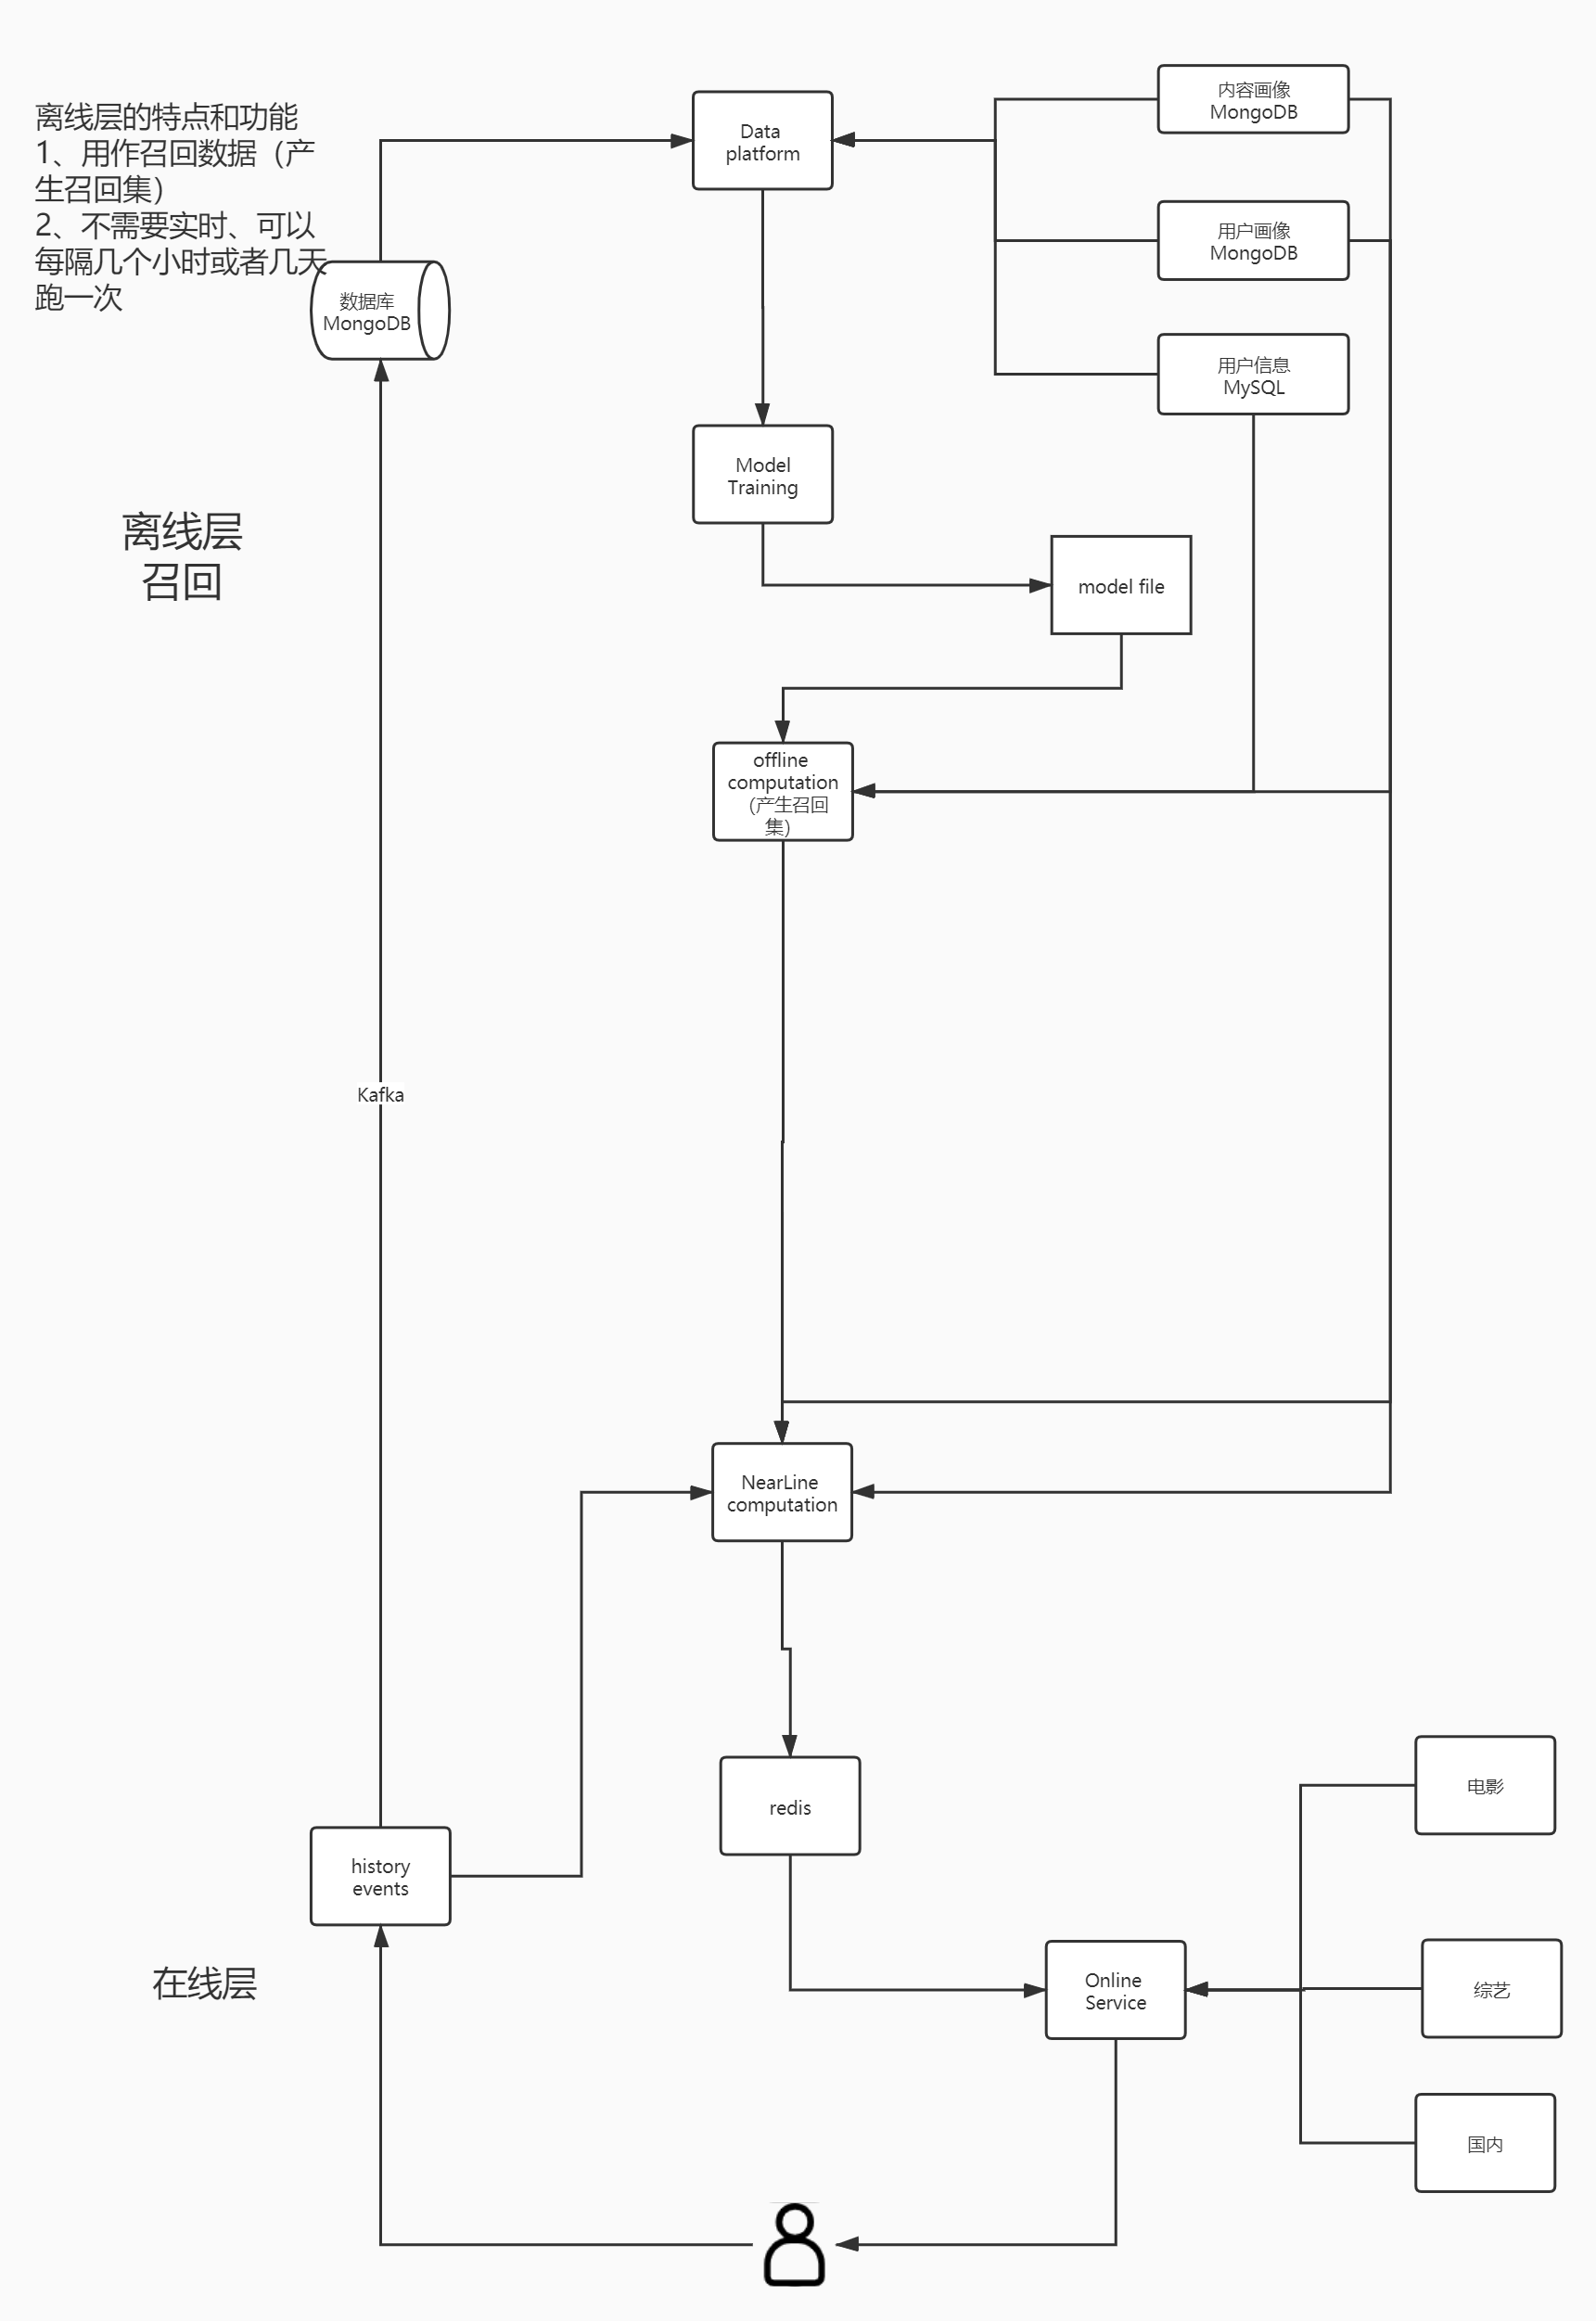 离线层的特点和功能
1、用作召回数据（产
生召回集）
2、不需要实时、可以
每隔几个小时或者几天
跑一次
数据库
MongoDB
Data
platform
内容画像
MongoDB
用户画像
MongoDB
用户信息
MySQL
Model
Training
离线层
召回
model file
offline
computation
（产生召回
集）
Kafka
NearLine
computation
redis
电影
history
events
在线层
Online
Service
综艺
国内